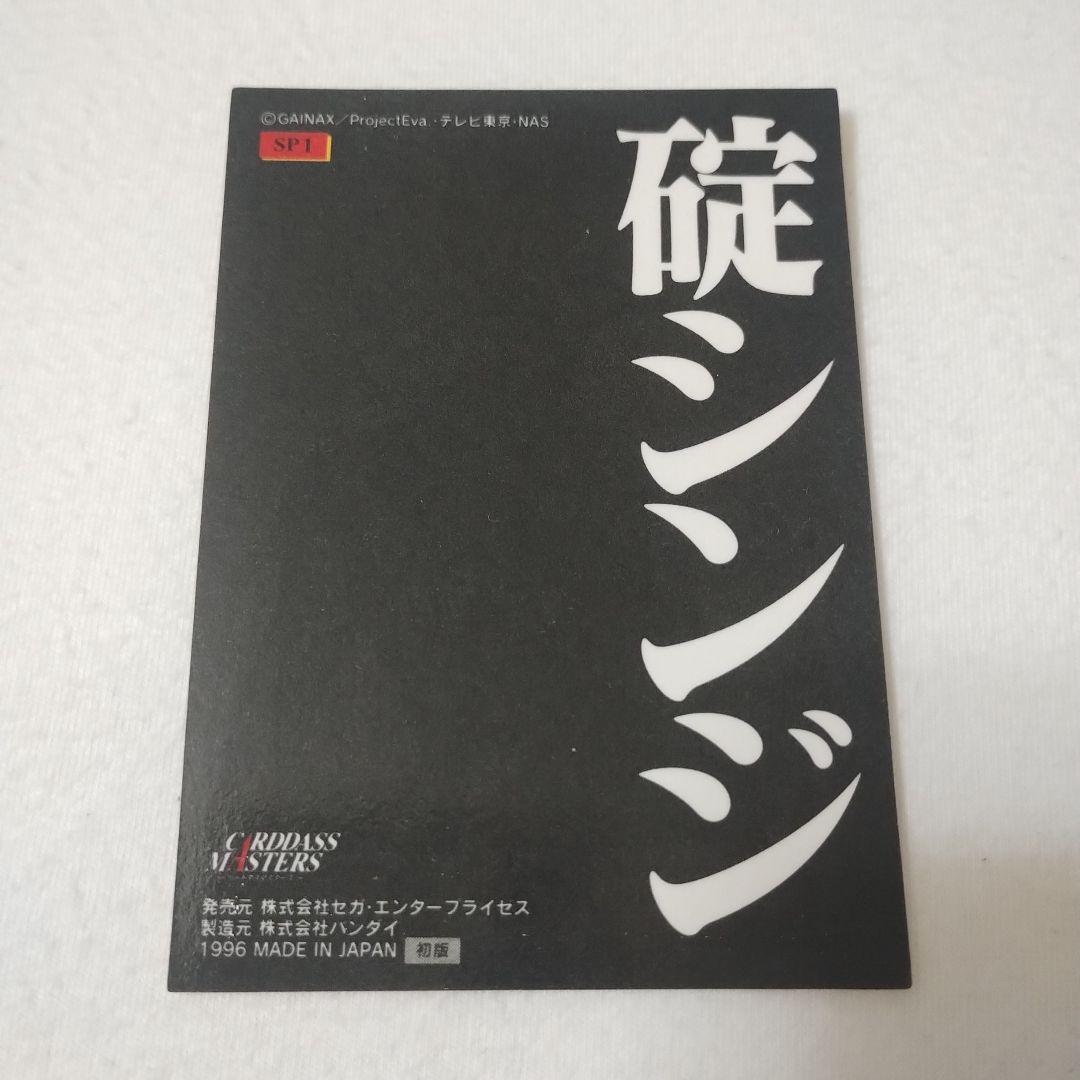 ©GAINAX／ProjectEva.・テレビ東京・NAS
SP1
碇シンジ
CARDDASS
MASTERS
発売元 株式会社セガ・エンタープライセス
製造元 株式会社バンダイ
1996 MADE IN JAPAN 初版